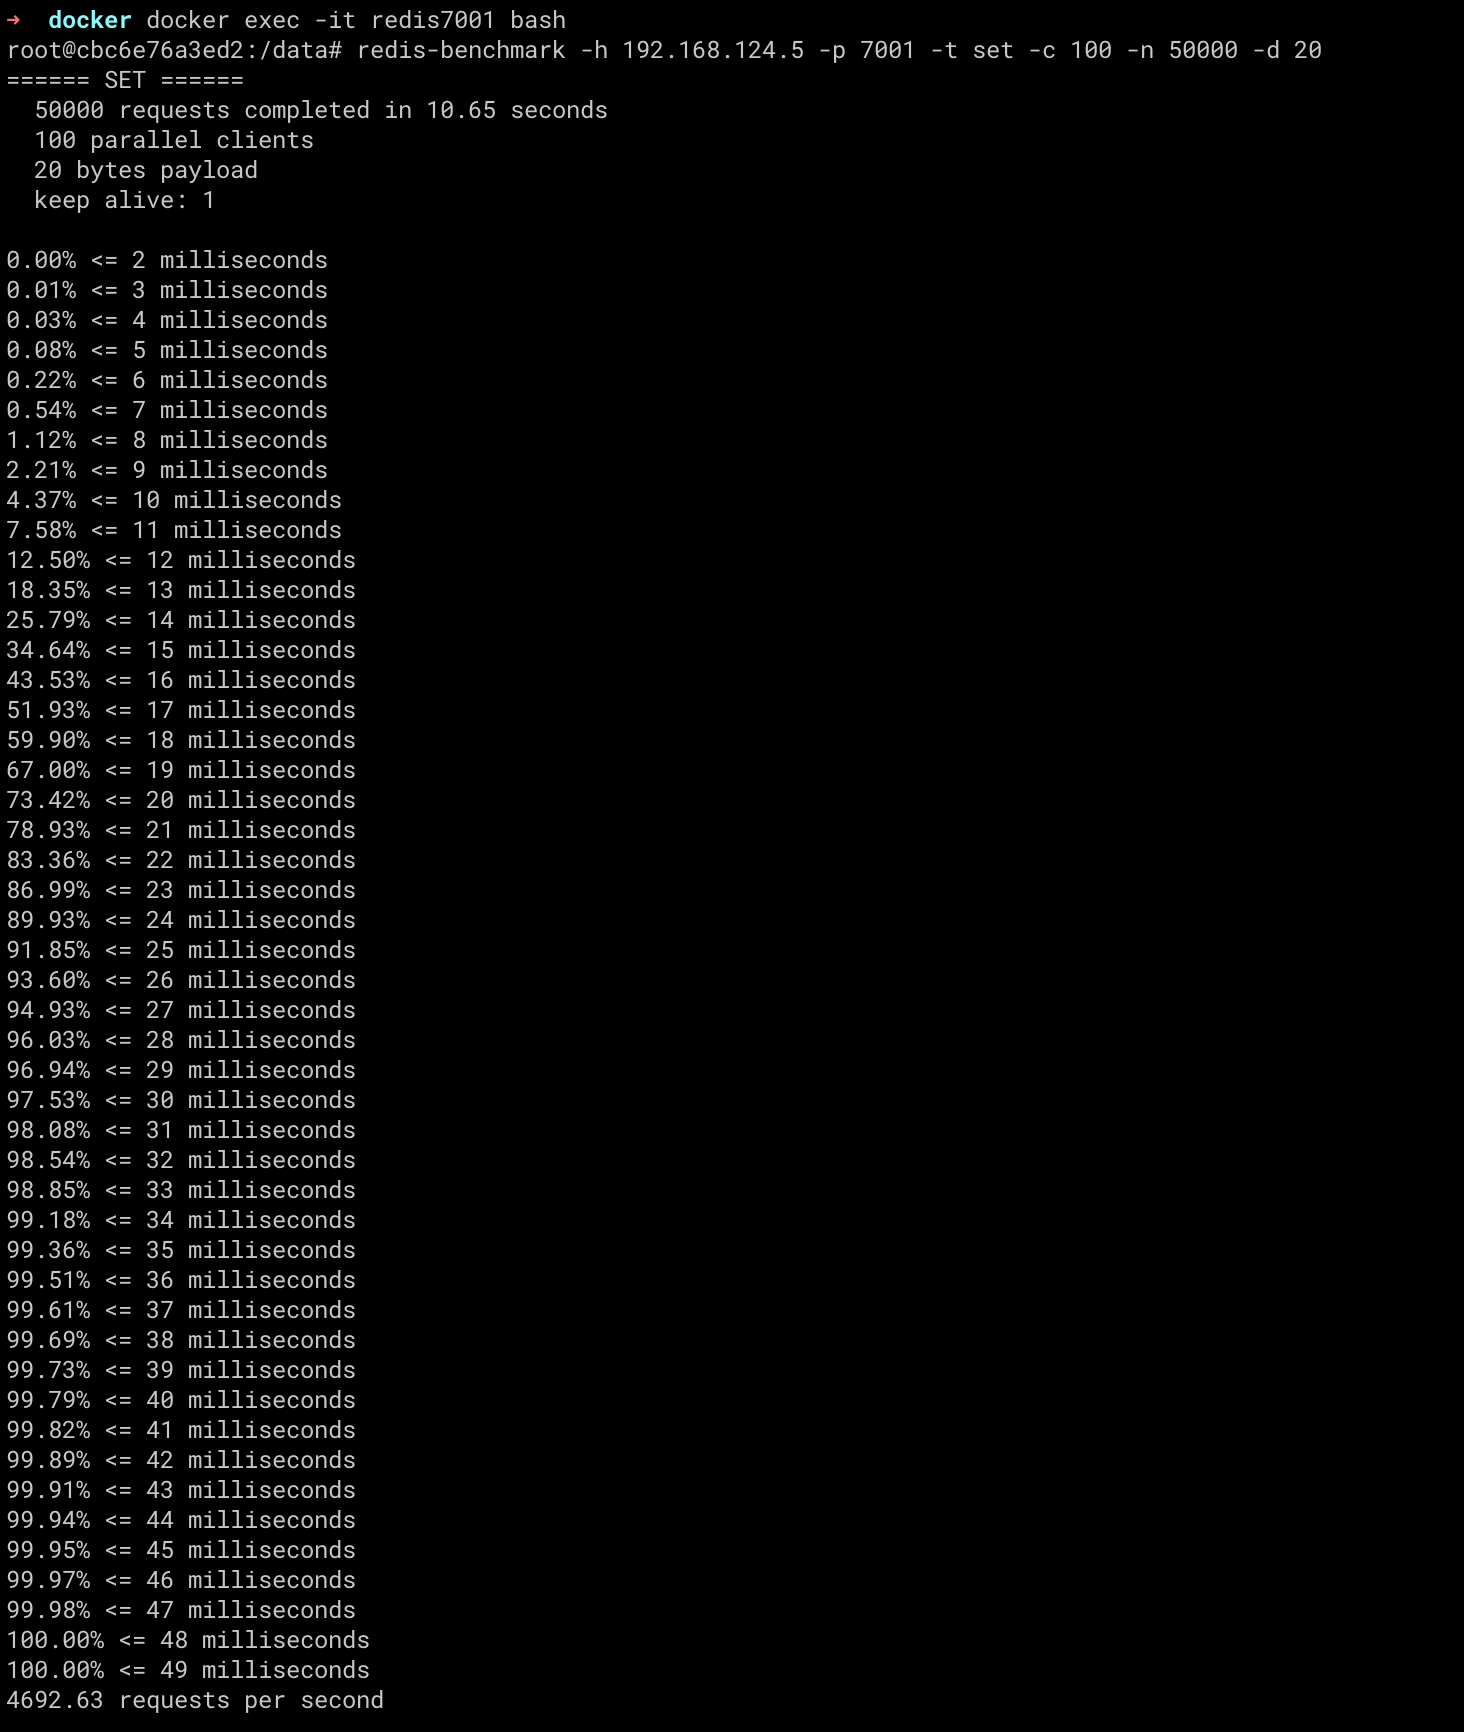 ➜  docker docker exec -it redis7001 bash
root@cbc6e76a3ed2:/data# redis-benchmark -h 192.168.124.5 -p 7001 -t set -c 100 -n 50000 -d 20
====== SET ======
  50000 requests completed in 10.65 seconds
  100 parallel clients
  20 bytes payload
  keep alive: 1

0.00% <= 2 milliseconds
0.01% <= 3 milliseconds
0.03% <= 4 milliseconds
0.08% <= 5 milliseconds
0.22% <= 6 milliseconds
0.54% <= 7 milliseconds
1.12% <= 8 milliseconds
2.21% <= 9 milliseconds
4.37% <= 10 milliseconds
7.58% <= 11 milliseconds
12.50% <= 12 milliseconds
18.35% <= 13 milliseconds
25.79% <= 14 milliseconds
34.64% <= 15 milliseconds
43.53% <= 16 milliseconds
51.93% <= 17 milliseconds
59.90% <= 18 milliseconds
67.00% <= 19 milliseconds
73.42% <= 20 milliseconds
78.93% <= 21 milliseconds
83.36% <= 22 milliseconds
86.99% <= 23 milliseconds
89.93% <= 24 milliseconds
91.85% <= 25 milliseconds
93.60% <= 26 milliseconds
94.93% <= 27 milliseconds
96.03% <= 28 milliseconds
96.94% <= 29 milliseconds
97.53% <= 30 milliseconds
98.08% <= 31 milliseconds
98.54% <= 32 milliseconds
98.85% <= 33 milliseconds
99.18% <= 34 milliseconds
99.36% <= 35 milliseconds
99.51% <= 36 milliseconds
99.61% <= 37 milliseconds
99.69% <= 38 milliseconds
99.73% <= 39 milliseconds
99.79% <= 40 milliseconds
99.82% <= 41 milliseconds
99.89% <= 42 milliseconds
99.91% <= 43 milliseconds
99.94% <= 44 milliseconds
99.95% <= 45 milliseconds
99.97% <= 46 milliseconds
99.98% <= 47 milliseconds
100.00% <= 48 milliseconds
100.00% <= 49 milliseconds
4692.63 requests per second